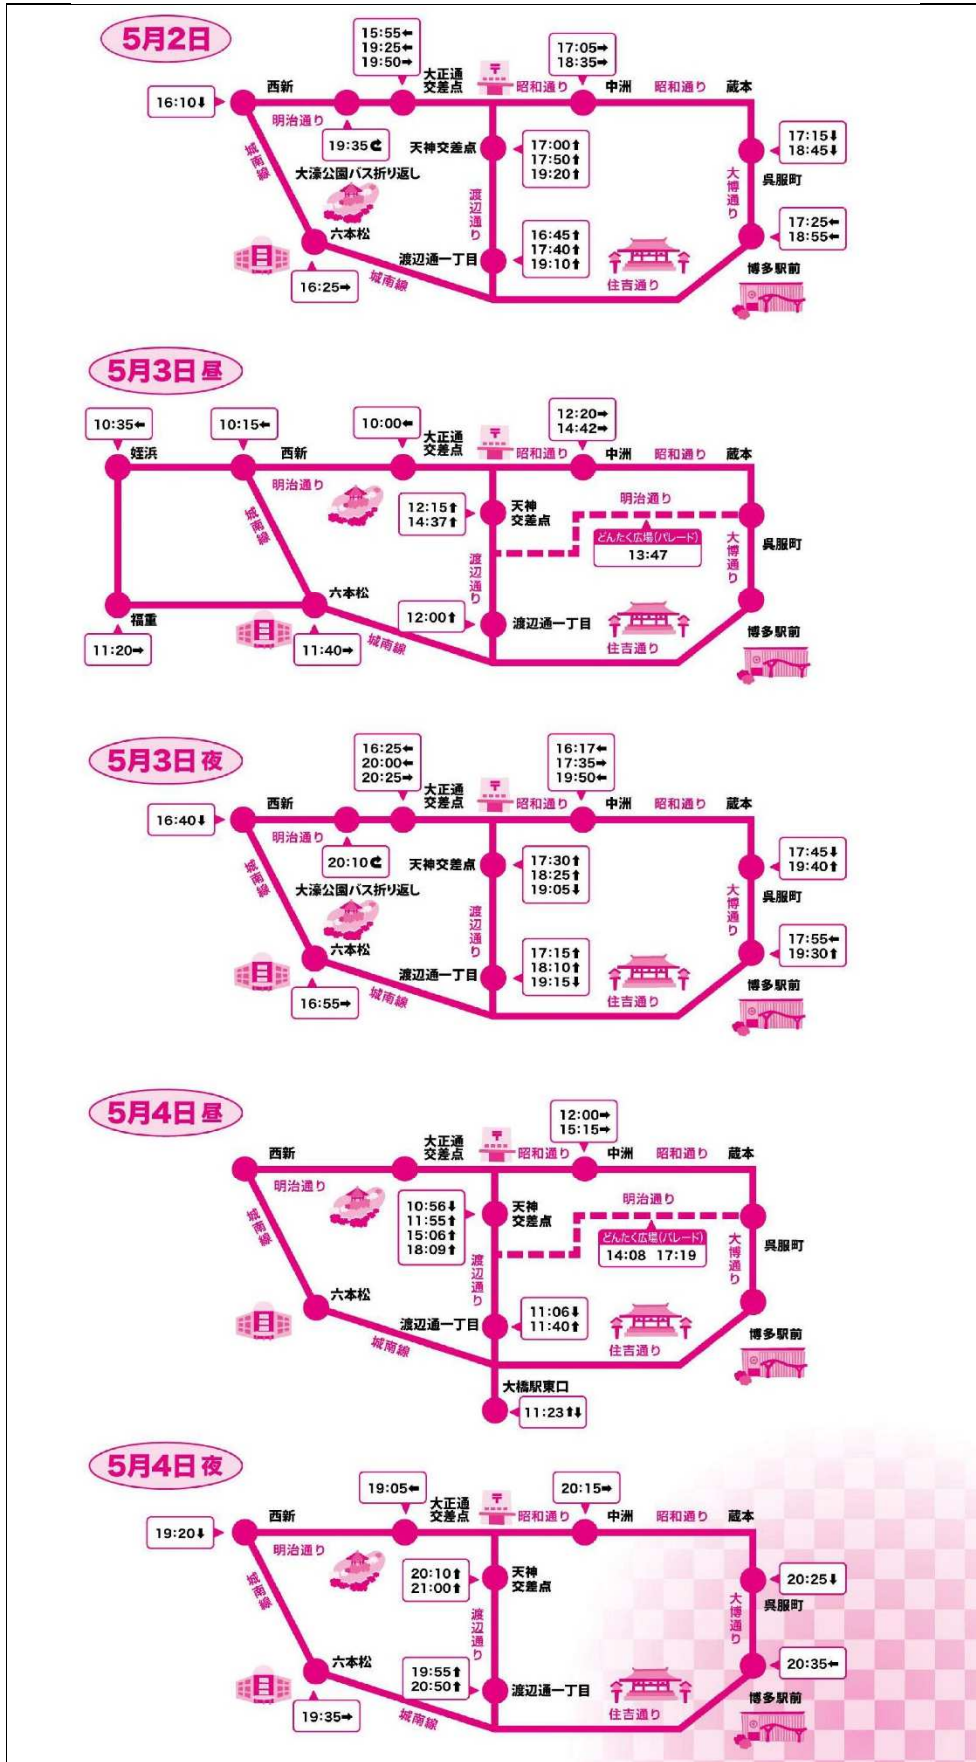 5月2日
15:55⬅
19:25⬅
19:50➡
17:05➡
18:35➡
16:10⬇
西新
大正通
交差点
〒
昭和通り
中洲
昭和通り
蔵本
明治通り
19:35⮌
天神交差点
17:00⬆
17:50⬆
19:20⬆
17:15⬇
18:45⬇
呉服町
城南線
大濠公園バス折り返し
渡辺通り
大博通り
六本松
渡辺通一丁目
16:45⬆
17:40⬆
19:10⬆
17:25⬅
18:55⬅
博多駅前
16:25➡
城南線
住吉通り
5月3日 昼
10:35⬅
10:15⬅
10:00⬅
12:20➡
14:42➡
姪浜
西新
大正通
交差点
〒
昭和通り
中洲
昭和通り
蔵本
明治通り
12:15⬆
14:37⬆
天神
交差点
明治通り
どんたく広場(パレード)
13:47
呉服町
城南線
渡辺通り
大博通り
福重
六本松
12:00⬆
渡辺通一丁目
博多駅前
11:20➡
11:40➡
城南線
住吉通り
5月3日 夜
16:25⬅
20:00⬅
20:25➡
16:17⬅
17:35➡
19:50⬅
16:40⬇
西新
大正通
交差点
〒
昭和通り
中洲
昭和通り
蔵本
明治通り
20:10⮌
天神交差点
17:30⬆
18:25⬆
19:05⬇
17:45⬇
19:40⬆
呉服町
城南線
大濠公園バス折り返し
渡辺通り
大博通り
六本松
渡辺通一丁目
17:15⬆
18:10⬆
19:15⬇
17:55⬅
19:30⬆
博多駅前
16:55➡
城南線
住吉通り
5月4日 昼
12:00➡
15:15➡
西新
大正通
交差点
〒
昭和通り
中洲
昭和通り
蔵本
明治通り
10:56⬇
11:55⬆
15:06⬆
18:09⬆
天神
交差点
明治通り
どんたく広場(パレード)
14:08 17:19
呉服町
城南線
渡辺通り
大博通り
六本松
渡辺通一丁目
11:06⬇
11:40⬆
博多駅前
城南線
住吉通り
大橋駅東口
11:23⬆⬇
5月4日 夜
19:05⬅
20:15➡
19:20⬇
西新
大正通
交差点
〒
昭和通り
中洲
昭和通り
蔵本
明治通り
20:10⬆
21:00⬆
天神
交差点
20:25⬇
呉服町
城南線
渡辺通り
大博通り
六本松
19:55⬆
20:50⬆
渡辺通一丁目
20:35⬅
博多駅前
19:35➡
城南線
住吉通り